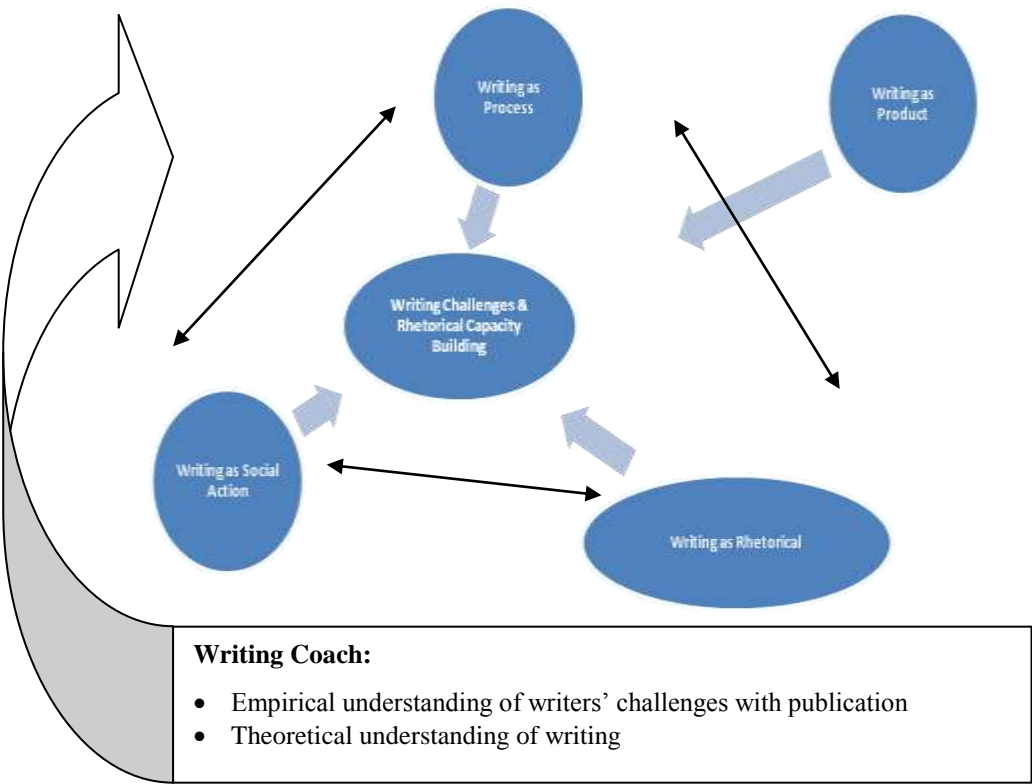 Writing as
Process
Writing as
Product
Writing Challenges &
Rhetorical Capacity
Building
Writing as Social
Action
Writing as Rhetorical
Writing Coach:
• Empirical understanding of writers’ challenges with publication
• Theoretical understanding of writing